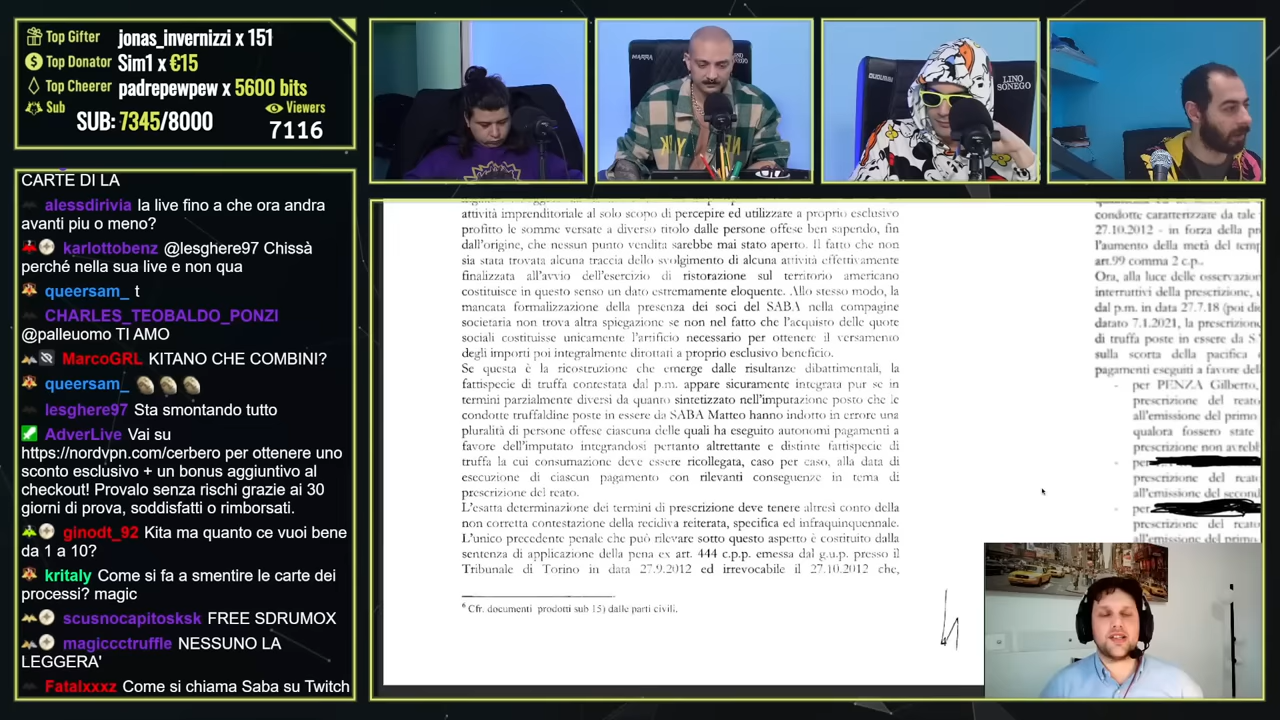 Top Gifter jonas_invernizzi x 151
Top Donator Sim1 x €15
Top Cheerer padrepewpew x 5600 bits
Sub
SUB: 7345/8000
Viewers
7116
CARTE DI LA
alessdirivia la live fino a che ora andra
avanti piu o meno?
karlottobenz @lesghere97 Chissà
perché nella sua live e non qua
queersam_ t
CHARLES_TEOBALDO_PONZI
@palleuomo TI AMO
MarcoGRL KITANO CHE COMBINI?
queersam_
lesghere97 Sta smontando tutto
AdverLive Vai su
https://nordvpn.com/cerbero per ottenere uno
sconto esclusivo + un bonus aggiuntivo al
checkout! Provalo senza rischi grazie ai 30
giorni di prova, soddisfatti o rimborsati.
ginodt_92 Kita ma quanto ce vuoi bene
da 1 a 10?
kritaly Come si fa a smentire le carte dei
processi? magic
scusnocapitosksk FREE SDRUMOX
magiccctruffle NESSUNO LA
LEGGERA'
Fatalxxxz Come si chiama Saba su Twitch
LINO
SONEGO
attività imprenditoriale al solo scopo di percepire ed utilizzare a proprio esclusivo
profitto le somme versate a diverso titolo dalle persone offese ben sapendo, fin
dall'origine, che nessun punto vendita sarebbe mai stato aperto. Il fatto che non
sia stata trovata alcuna traccia dello svolgimento di alcuna attività effettivamente
finalizzata all'avvio dell'esercizio di ristorazione sul territorio americano
costituisce in questo senso un dato estremamente eloquente. Allo stesso modo, la
mancata formalizzazione della presenza dei soci del SABA nella compagine
societaria non trova altra spiegazione se non nel fatto che l'acquisto delle quote
sociali costituisse unicamente l'artificio necessario per ottenere il versamento
degli importi poi integralmente dirottati a proprio esclusivo beneficio.
Se questa è la ricostruzione che emerge dalle risultanze dibattimentali, la
fattispecie di truffa contestata dal p.m. appare sicuramente integrata pur se in
termini parzialmente diversi da quanto sintetizzato nell'imputazione posto che le
condotte truffaldine poste in essere da SABA Matteo hanno indotto in errore una
pluralità di persone offese ciascuna delle quali ha eseguito autonomi pagamenti a
favore dell'imputato integrandosi pertanto altrettante e distinte fattispecie di
truffa la cui consumazione deve essere ricollegata, caso per caso, alla data di
esecuzione di ciascun pagamento con rilevanti conseguenze in tema di
prescrizione del reato.
L'esatta determinazione dei termini di prescrizione deve tenere altresì conto della
non corretta contestazione della recidiva reiterata, specifica ed infraquinquennale.
L'unico precedente penale che può rilevare sotto questo aspetto è costituito dalla
sentenza di applicazione della pena ex art. 444 c.p.p. emessa dal g.u.p. presso il
Tribunale di Torino in data 27.9.2012 ed irrevocabile il 27.10.2012 che,
6 Cfr. documenti prodotti sub 15) dalle parti civili.
condotte caratterizzate da tale
27.10.2012 - in forza della pr
l'aumento della metà del temp
art.99 comma 2 c.p..
Ora, alla luce delle osservazion
interruttivi della prescrizione,
dal p.m. in data 27.7.18 (poi di
datato 7.1.2021, la prescrizione
di truffa poste in essere da S
sulla scorta della pacifica
pagamenti eseguiti a favore del
- per PENZA Gilberto,
prescrizione del reato
all'emissione del primo
qualora fossero state
prescrizione non avrebb
- per
prescrizione del reato
all'emissione del second
- per
prescrizione del reato
all'emissione del primo